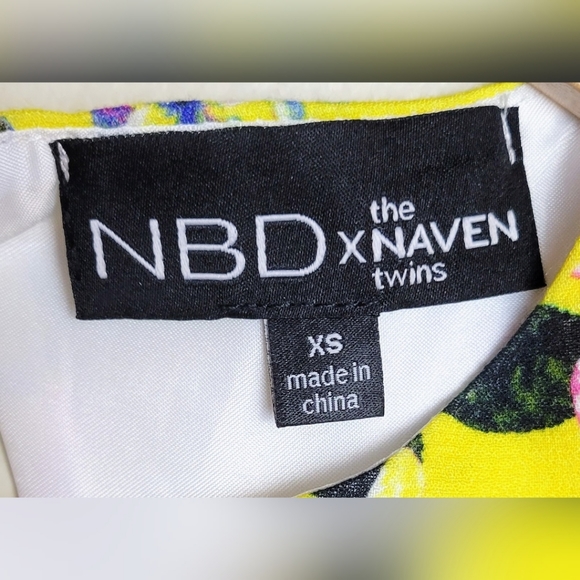 NBD x the NAVEN twins
XS
made in
china